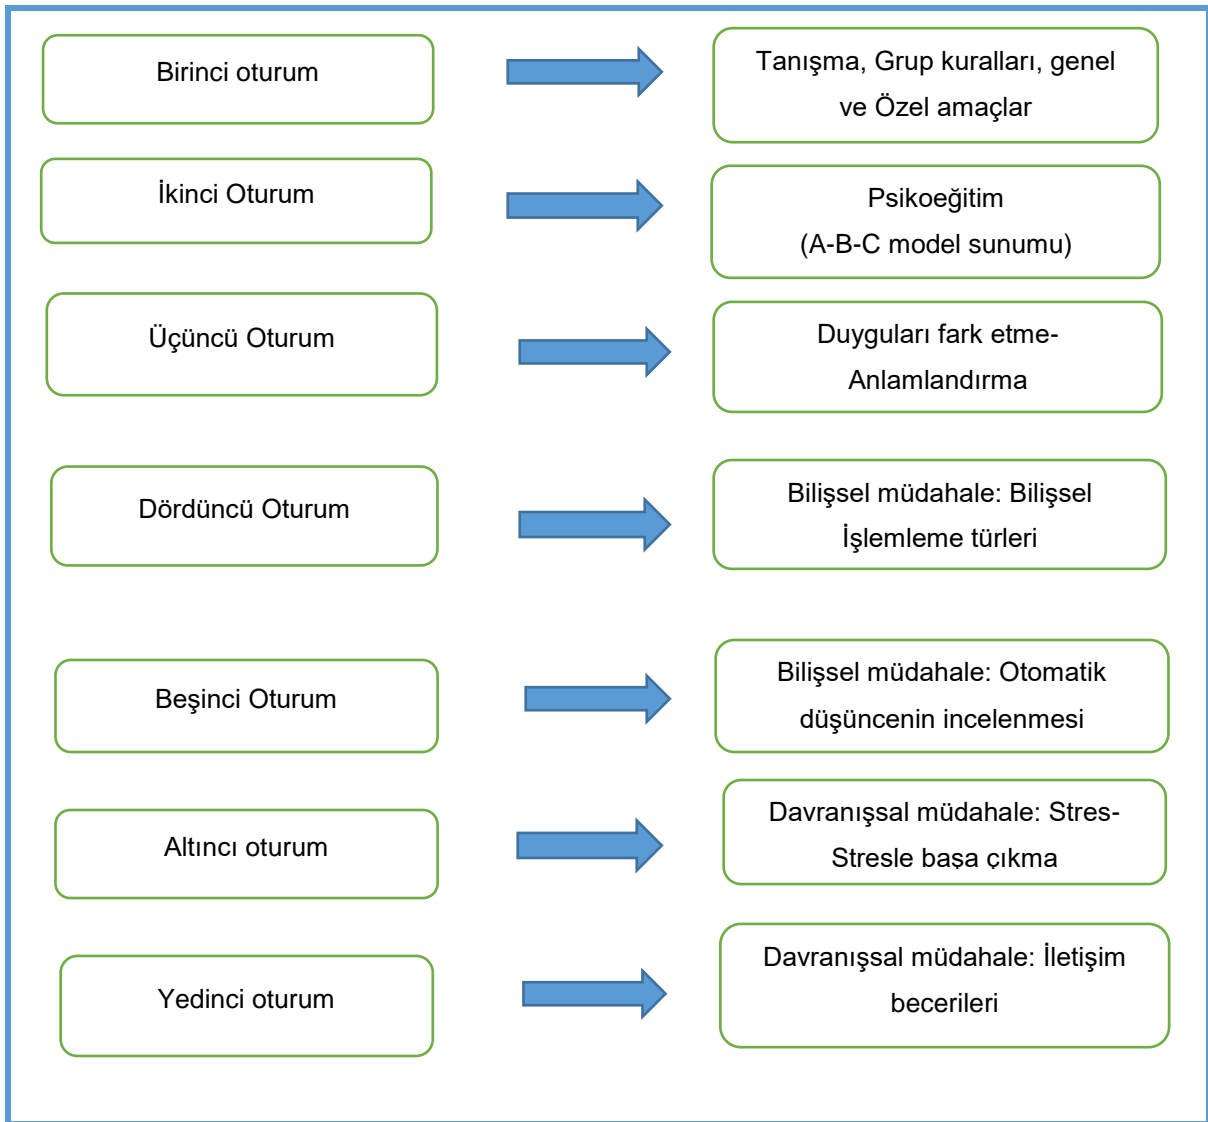 Birinci oturum
Tanışma, Grup kuralları, genel
ve Özel amaçlar
İkinci Oturum
Psikoeğitim
(A-B-C model sunumu)
Üçüncü Oturum
Duyguları fark etme-
Anlamlandırma
Dördüncü Oturum
Bilişsel müdahale: Bilişsel
İşlemleme türleri
Beşinci Oturum
Bilişsel müdahale: Otomatik
düşüncenin incelenmesi
Altıncı oturum
Davranışsal müdahale: Stres-
Stresle başa çıkma
Yedinci oturum
Davranışsal müdahale: İletişim
becerileri